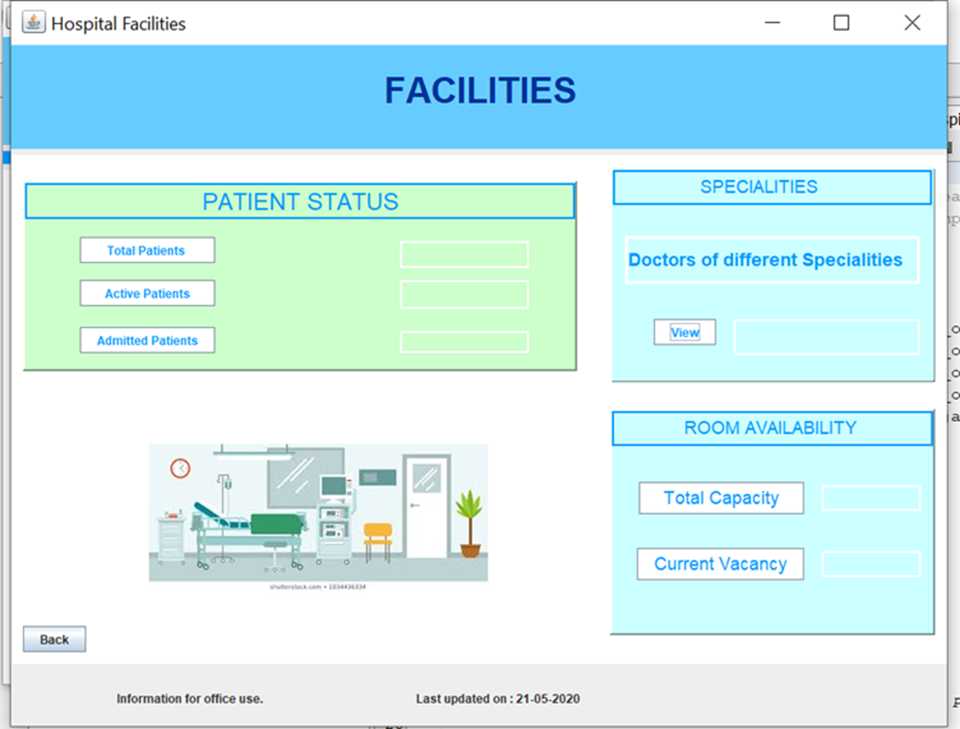 Hospital Facilities
FACILITIES
PATIENT STATUS
Total Patients
Active Patients
Admitted Patients
SPECIALITIES
Doctors of different Specialities
View
ROOM AVAILABILITY
Total Capacity
Current Vacancy
shutterstock.com • 1034436334
Back
Information for office use.
Last updated on : 21-05-2020